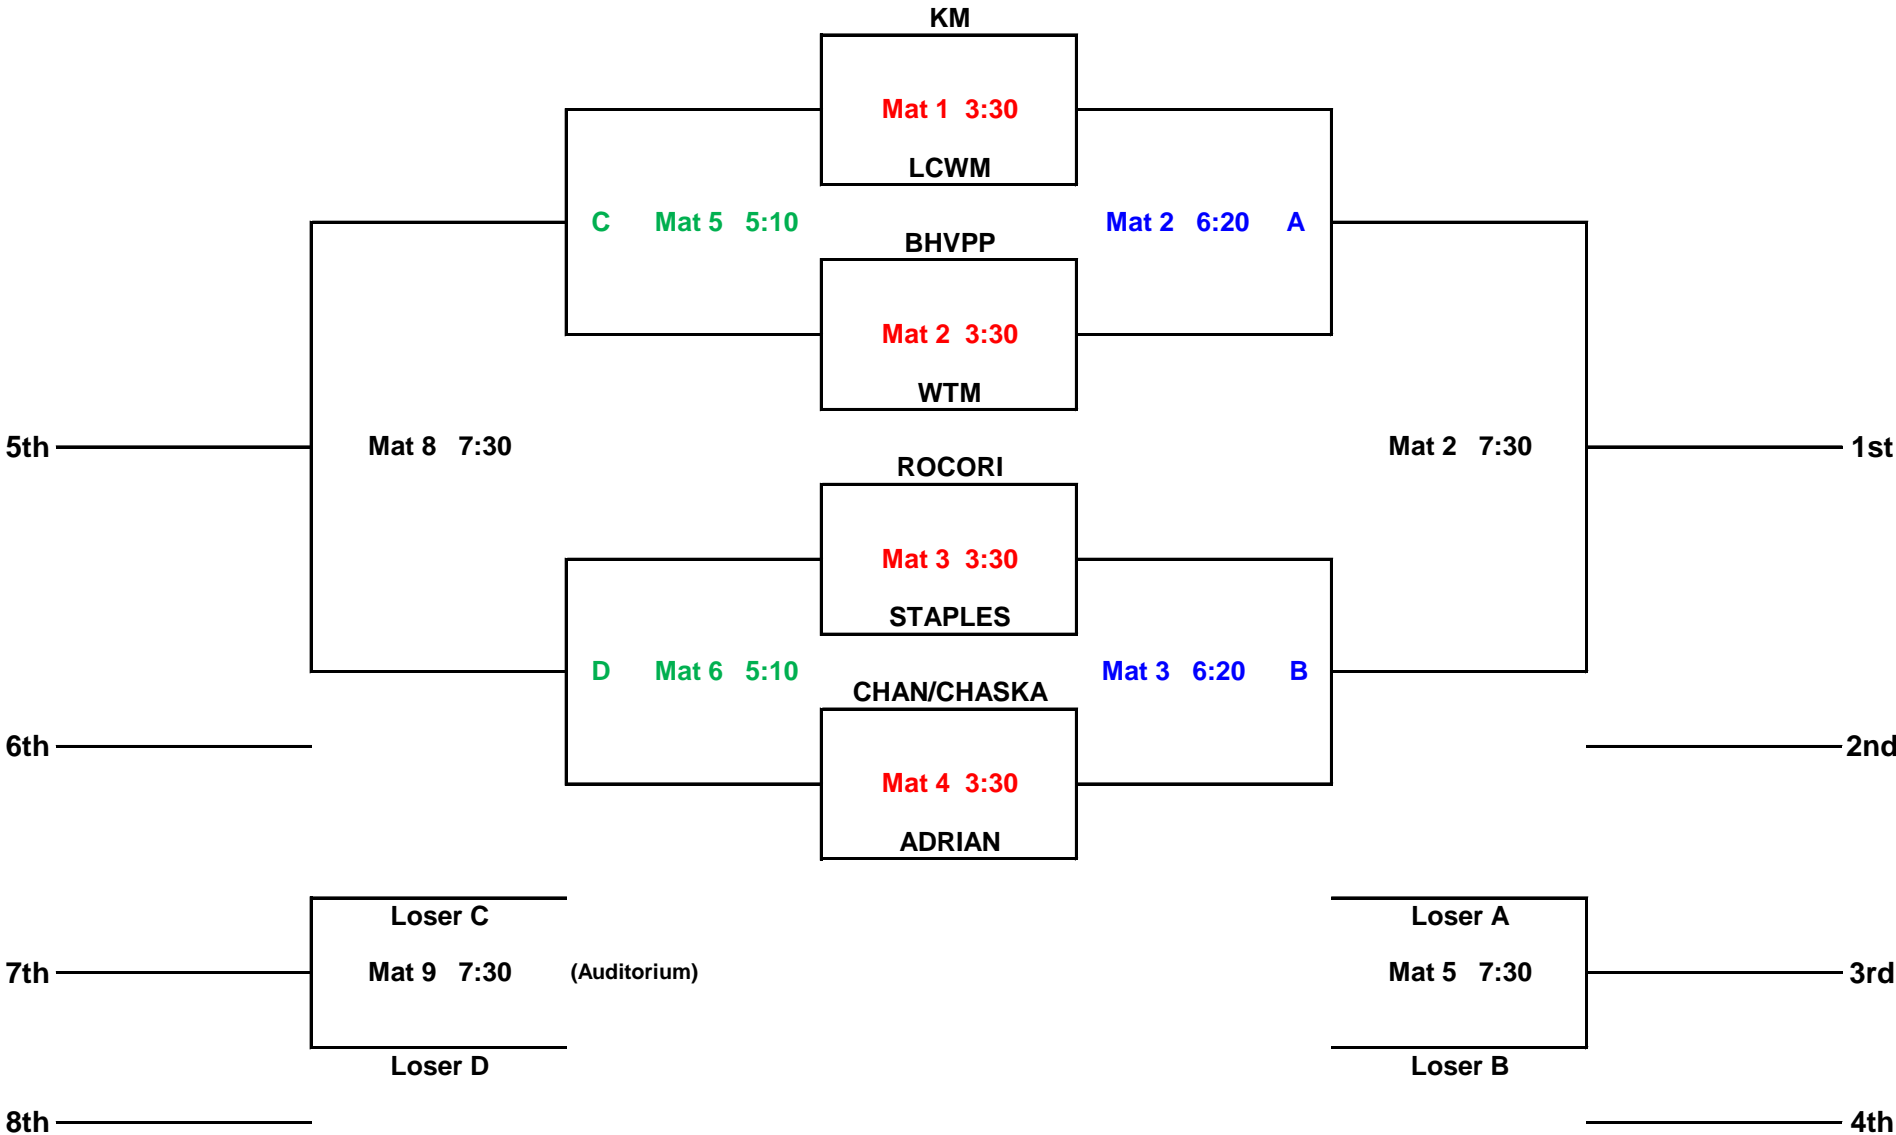 KM
Mat 1  3:30
LCWM
C Mat 5 5:10
Mat 2 6:20 A
BHVPP
Mat 2  3:30
WTM
5th
Mat 8 7:30
Mat 2 7:30
1st
ROCORI
Mat 3  3:30
STAPLES
D Mat 6 5:10
Mat 3 6:20 B
CHAN/CHASKA
6th
2nd
Mat 4  3:30
ADRIAN
Loser C
Loser A
7th
Mat 9 7:30 (Auditorium)
Mat 5 7:30
3rd
Loser D
Loser B
8th
4th